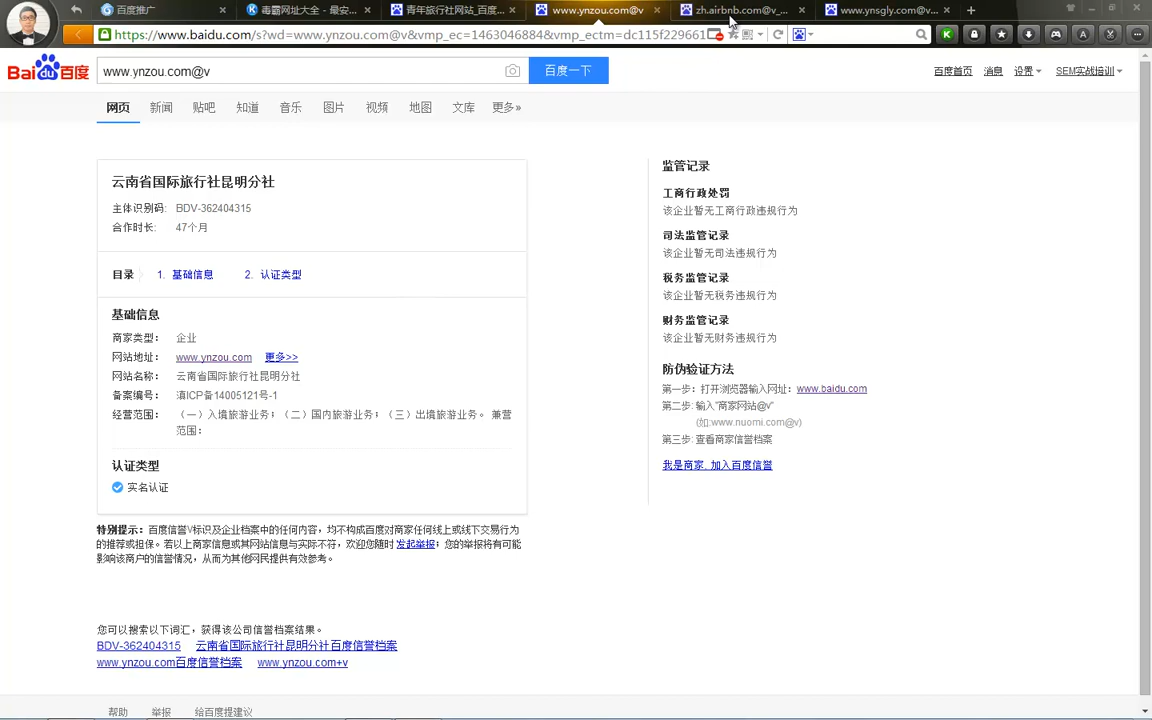 百度推广
毒霸网址大全 - 最安...
青年旅行社网站_百度...
www.ynzou.com@v
zh.airbnb.com@v_...
www.ynsgly.com@v...
https://www.baidu.com/s?wd=www.ynzou.com@v&vmp_ec=1463046884&vmp_ectm=dc115f229661
Bai du 百度
www.ynzou.com@v
百度一下
百度首页 消息 设置 SEM实战培训
网页 新闻 贴吧 知道 音乐 图片 视频 地图 文库 更多»
云南省国际旅行社昆明分社
主体识别码: BDV-362404315
合作时长: 47个月
目录 1. 基础信息 2. 认证类型
基础信息
商家类型: 企业
网站地址: www.ynzou.com 更多>>
网站名称: 云南省国际旅行社昆明分社
备案编号: 滇ICP备14005121号-1
经营范围: （一）入境旅游业务；（二）国内旅游业务；（三）出境旅游业务。 兼营
范围：
认证类型
实名认证
特别提示：百度信誉V标识及企业档案中的任何内容，均不构成百度对商家任何线上或线下交易行为
的推荐或担保。若以上商家信息或其网站信息与实际不符，欢迎您随时 发起举报；您的举报将有可能
影响该商户的信誉情况，从而为其他网民提供有效参考。
您可以搜索以下词汇，获得该公司信誉档案结果。
BDV-362404315 云南省国际旅行社昆明分社百度信誉档案
www.ynzou.com百度信誉档案 www.ynzou.com+v
监管记录
工商行政处罚
该企业暂无工商行政违规行为
司法监管记录
该企业暂无司法违规行为
税务监管记录
该企业暂无税务违规行为
财务监管记录
该企业暂无财务违规行为
防伪验证方法
第一步: 打开浏览器输入网址: www.baidu.com
第二步: 输入"商家网站@v"
(如:www.nuomi.com@v)
第三步: 查看商家信誉档案
我是商家, 加入百度信誉
帮助 举报 给百度提建议